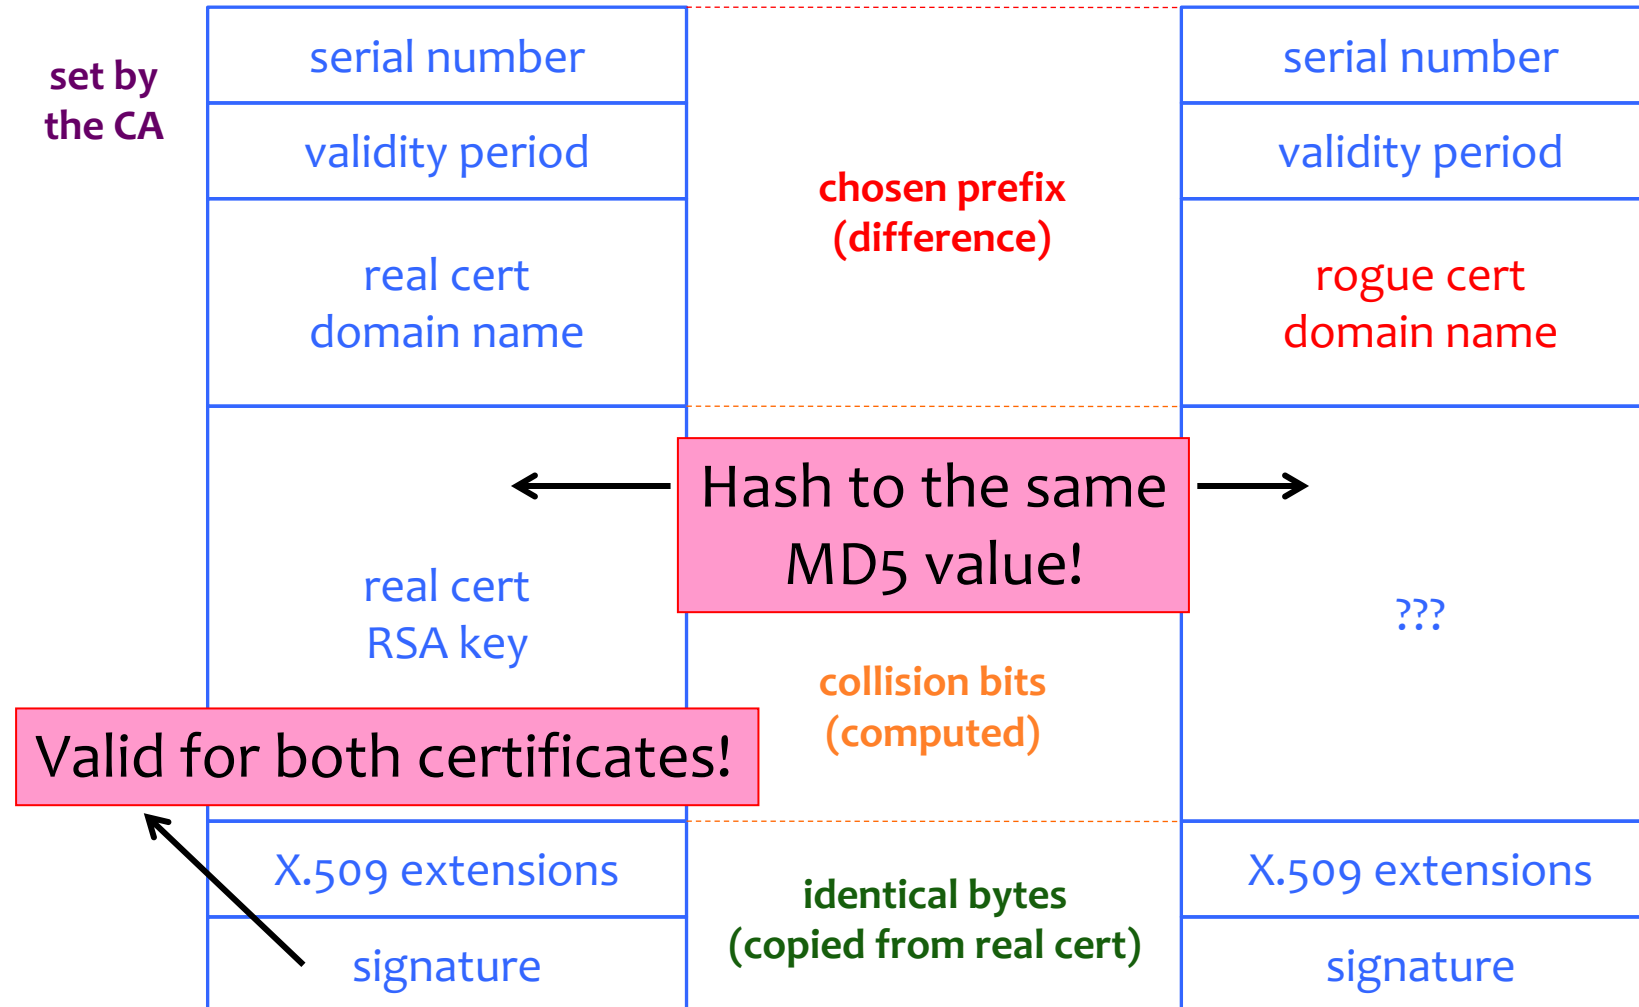 set by
the CA
serial number
validity period
real cert
domain name
real cert
RSA key
X.509 extensions
signature
chosen prefix
(difference)
Hash to the same
MD5 value!
collision bits
(computed)
Valid for both certificates!
identical bytes
(copied from real cert)
serial number
validity period
rogue cert
domain name
???
X.509 extensions
signature